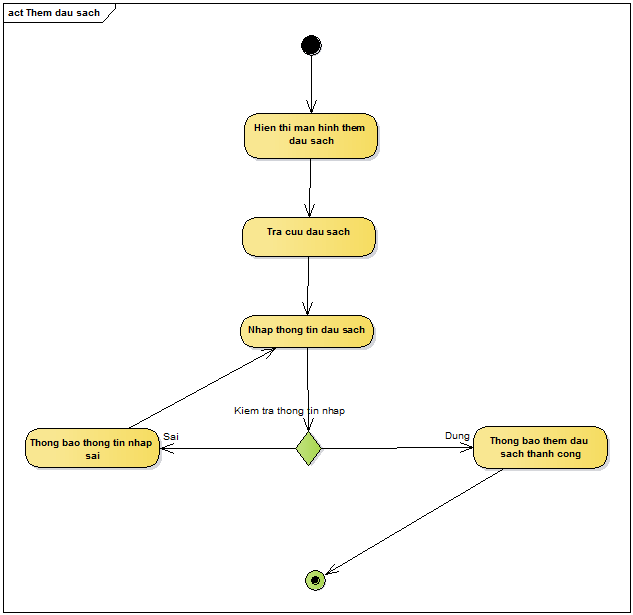 act Them dau sach
Hien thi man hinh them
dau sach
Tra cuu dau sach
Nhap thong tin dau sach
Kiem tra thong tin nhap
Sai
Dung
Thong bao thong tin nhap
sai
Thong bao them dau
sach thanh cong